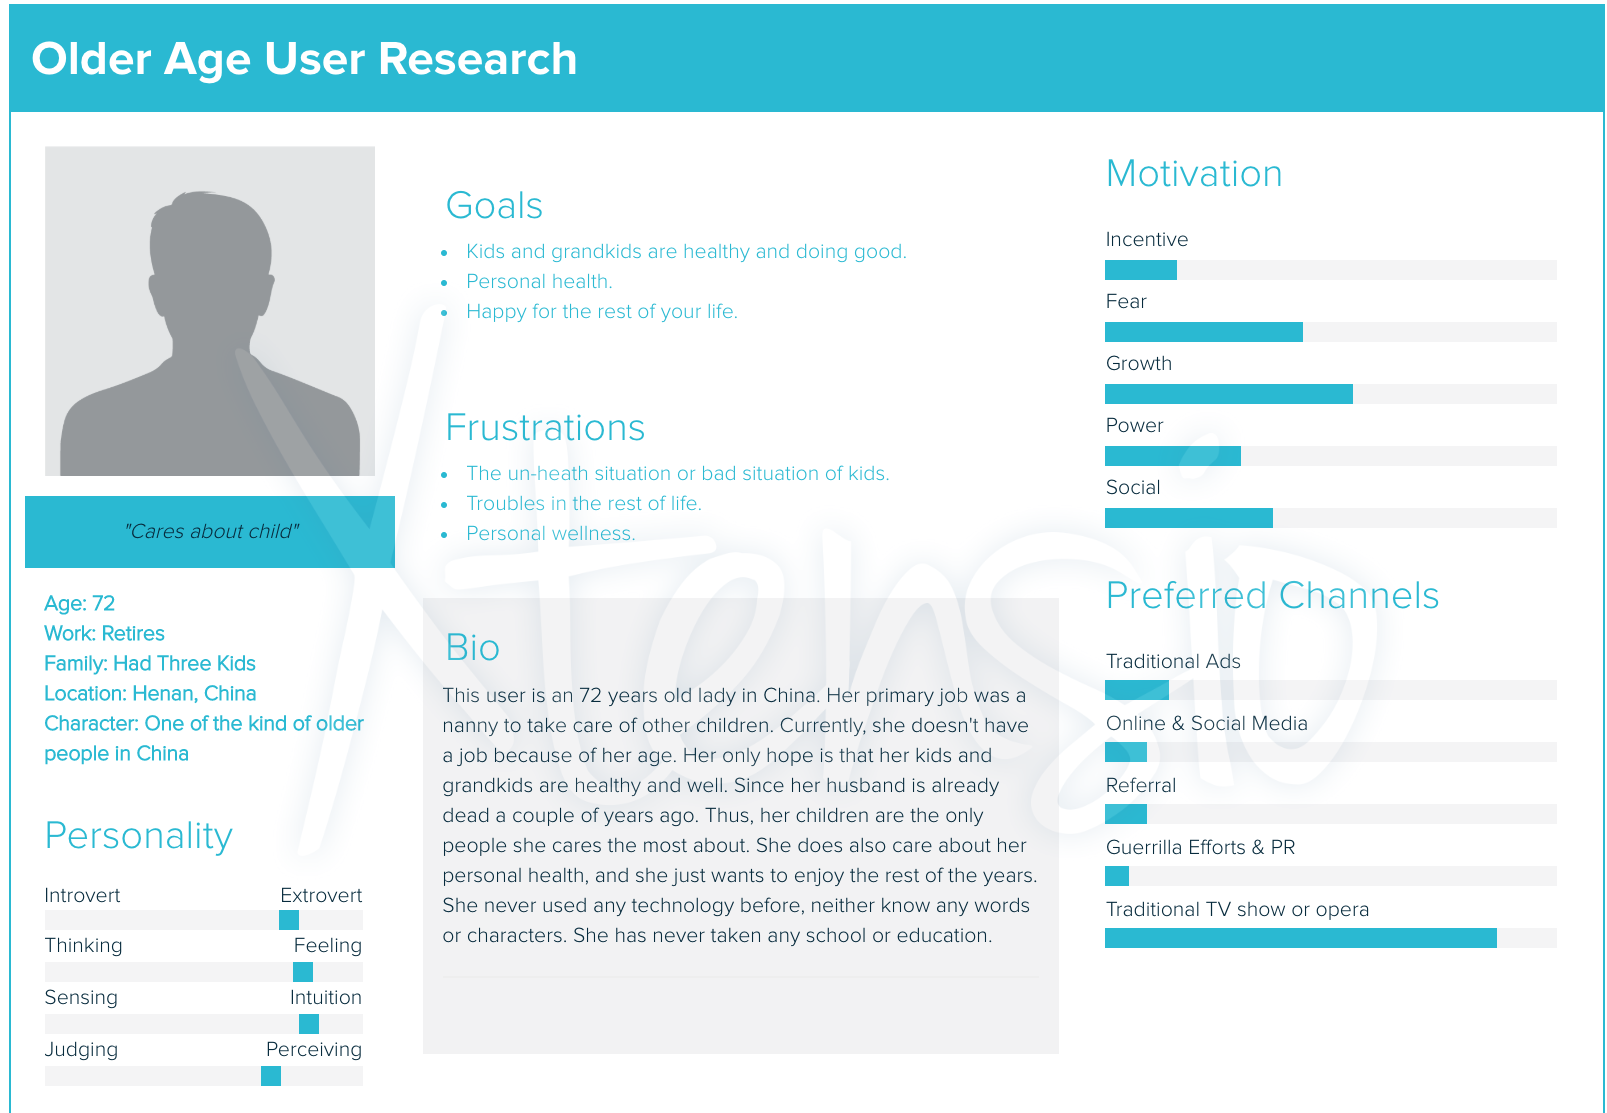 Older Age User Research
"Cares about child"
Age: 72
Work: Retires
Family: Had Three Kids
Location: Henan, China
Character: One of the kind of older
people in China
Personality
Introvert Extrovert
Thinking Feeling
Sensing Intuition
Judging Perceiving
Goals
Kids and grandkids are healthy and doing good.
Personal health.
Happy for the rest of your life.
Frustrations
The un-heath situation or bad situation of kids.
Troubles in the rest of life.
Personal wellness.
Bio
This user is an 72 years old lady in China. Her primary job was a
nanny to take care of other children. Currently, she doesn't have
a job because of her age. Her only hope is that her kids and
grandkids are healthy and well. Since her husband is already
dead a couple of years ago. Thus, her children are the only
people she cares the most about. She does also care about her
personal health, and she just wants to enjoy the rest of the years.
She never used any technology before, neither know any words
or characters. She has never taken any school or education.
Motivation
Incentive
Fear
Growth
Power
Social
Preferred Channels
Traditional Ads
Online & Social Media
Referral
Guerrilla Efforts & PR
Traditional TV show or opera
Xtensio